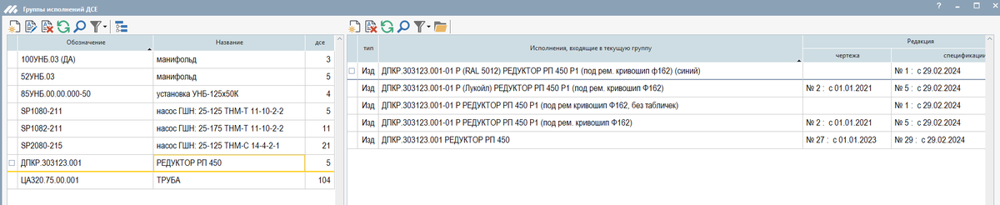 Группы исполнений ДСЕ
Обозначение Название дсе
100УНБ.03 (ДА) манифольд 3
52УНБ.03 манифольд 5
85УНБ.00.00.000-50 установка УНБ-125х50К 4
SP1080-211 насос ГШН: 25-125 ТНМ-Т 11-10-2-2 5
SP1082-211 насос ГШН: 25-175 ТНМ-Т 11-10-2-2 11
SP2080-215 насос ГШН: 25-125 ТНМ-С 14-4-2-1 21
ДПКР.303123.001 РЕДУКТОР РП 450 5
ЦА320.75.00.001 ТРУБА 104
тип Исполнения, входящие в текущую группу Редакция
чертежа спецификации
Изд ДПКР.303123.001-01 Р (RAL 5012) РЕДУКТОР РП 450 Р1 (под рем. кривошип ф162) (синий) № 1 : с 29.02.2024
Изд ДПКР.303123.001-01 Р (Лукойл) РЕДУКТОР РП 450 Р1 (под рем. кривошип Ф162) № 2 : с 01.01.2021 № 5 : с 29.02.2024
Изд ДПКР.303123.001-01 Р РЕДУКТОР РП 450 Р1 (под рем кривошип Ф162, без табличек) № 1 : с 29.02.2024
Изд ДПКР.303123.001-01 Р РЕДУКТОР РП 450 Р1 (под рем. кривошип Ф162) № 2 : с 01.01.2021 № 5 : с 29.02.2024
Изд ДПКР.303123.001 РЕДУКТОР РП 450 № 27 : с 01.01.2023 № 29 : с 29.02.2024